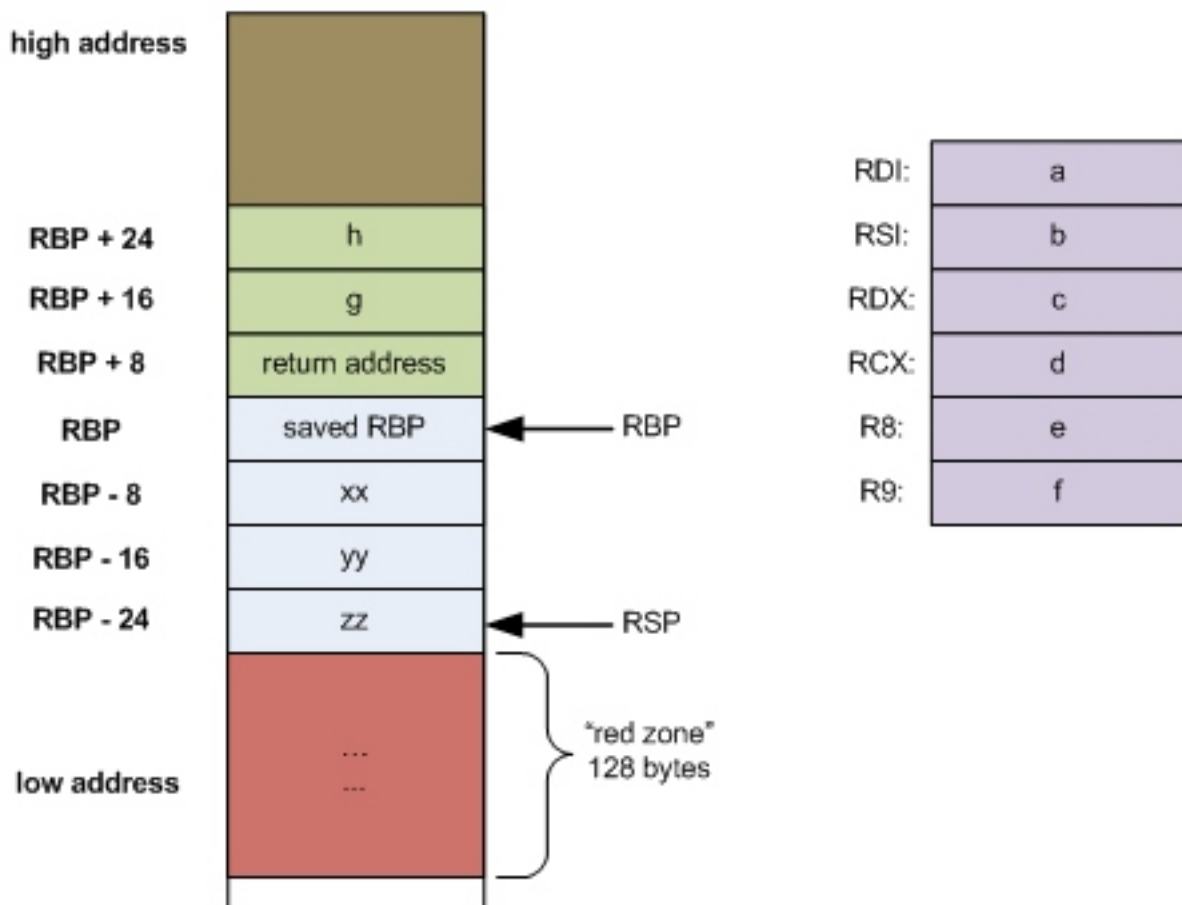 high address
RBP + 24
h
RBP + 16
g
RBP + 8
return address
RBP
saved RBP
RBP
RBP - 8
xx
RBP - 16
yy
RBP - 24
zz
RSP
...
...
“red zone”
128 bytes
low address
RDI:
a
RSI:
b
RDX:
c
RCX:
d
R8:
e
R9:
f